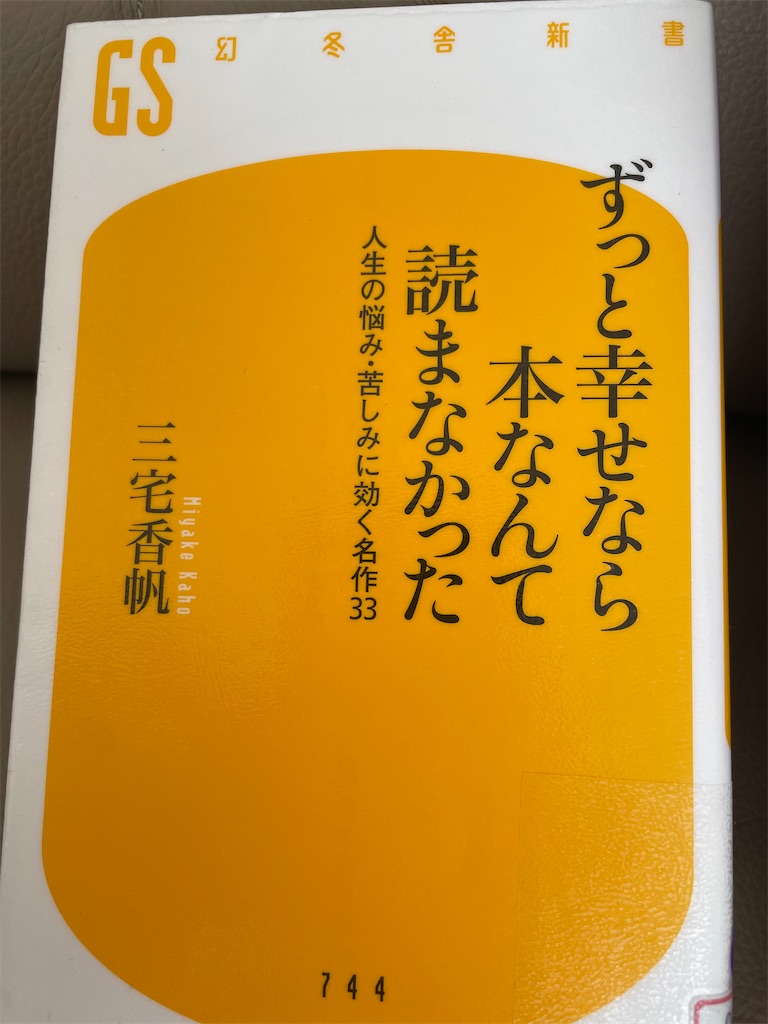 GS 幻冬舎新書
ずっと幸せなら
本なんて
読まなかった
人生の悩み・苦しみに効く名作33
三宅香帆
Miyake Kaho
744